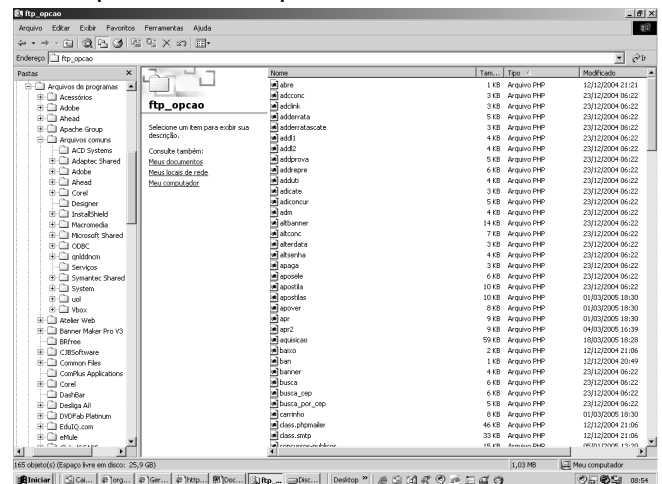 ftp_opcao
Arquivo Editar Exibir Favoritos Ferramentas Ajuda
Endereço ftp_opcao Ir
Pastas
Arquivos de programas
Acessórios
Adobe
Ahead
Apache Group
Arquivos comuns
ACD Systems
Adaptec Shared
Adobe
Ahead
Corel
Designer
InstallShield
Macromedia
Microsoft Shared
ODBC
qnlddncm
Serviços
Symantec Shared
System
uol
Vbox
Atelier Web
Banner Maker Pro V3
BRfree
CJBSoftware
Common Files
ComPlus Applications
Corel
DashBar
Desliga Aí!
DVDFab Platinum
EduIQ.com
eMule
ftp_opcao
Selecione um item para exibir sua
descrição.
Consulte também:
Meus documentos
Meus locais de rede
Meu computador
Nome Tam... Tipo Modificado
abre 1 KB Arquivo PHP 12/12/2004 21:21
adcconc 3 KB Arquivo PHP 23/12/2004 06:22
adclink 3 KB Arquivo PHP 23/12/2004 06:22
adderrata 5 KB Arquivo PHP 23/12/2004 06:22
adderratascate 3 KB Arquivo PHP 23/12/2004 06:22
addl1 4 KB Arquivo PHP 23/12/2004 06:22
addl2 4 KB Arquivo PHP 23/12/2004 06:22
addprova 5 KB Arquivo PHP 23/12/2004 06:22
addrepre 6 KB Arquivo PHP 23/12/2004 06:22
adduti 4 KB Arquivo PHP 23/12/2004 06:22
adicate 3 KB Arquivo PHP 23/12/2004 06:22
adiconcur 5 KB Arquivo PHP 23/12/2004 06:22
adm 4 KB Arquivo PHP 23/12/2004 06:22
altbanner 14 KB Arquivo PHP 23/12/2004 06:22
altconc 7 KB Arquivo PHP 23/12/2004 06:22
alterdata 3 KB Arquivo PHP 23/12/2004 06:22
altsenha 4 KB Arquivo PHP 23/12/2004 06:22
apaga 3 KB Arquivo PHP 23/12/2004 06:22
aposele 6 KB Arquivo PHP 23/12/2004 06:22
apostila 10 KB Arquivo PHP 23/12/2004 06:22
apostilas 10 KB Arquivo PHP 01/03/2005 18:30
apover 8 KB Arquivo PHP 01/03/2005 18:30
apr 9 KB Arquivo PHP 01/03/2005 18:30
apr2 9 KB Arquivo PHP 04/03/2005 16:39
aquisicao 59 KB Arquivo PHP 18/03/2005 18:28
baixo 2 KB Arquivo PHP 12/12/2004 21:06
ban 1 KB Arquivo PHP 12/12/2004 20:49
banner 4 KB Arquivo PHP 23/12/2004 06:22
busca 6 KB Arquivo PHP 23/12/2004 06:22
busca_cep 6 KB Arquivo PHP 23/12/2004 06:22
busca_por_cep 5 KB Arquivo PHP 23/12/2004 06:22
carrinho 8 KB Arquivo PHP 01/03/2005 18:30
class.phpmailer 46 KB Arquivo PHP 12/12/2004 21:06
class.smtp 33 KB Arquivo PHP 12/12/2004 21:06
concursos-publicos 15 KB Arquivo PHP 05/01/2005 13:20
165 objeto(s) (Espaço livre em disco: 25,9 GB) 1,03 MB Meu computador
Iniciar Cai... org... Ger... http... Doc... ftp_... Disc... Desktop 08:54